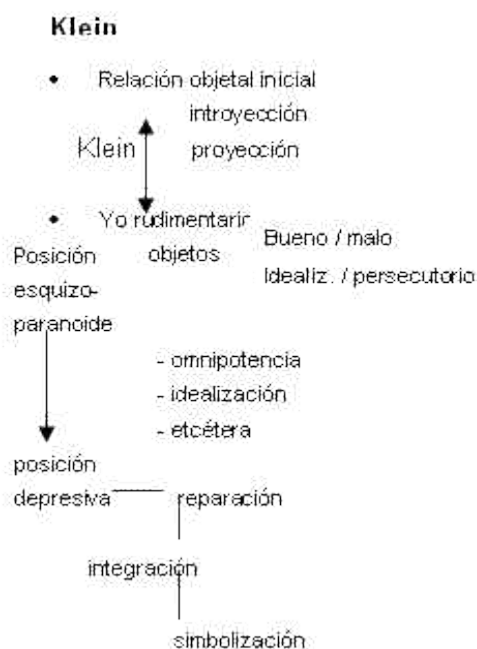 Klein
• Relación objetal inicial
introyección
Klein
proyección
• Yo rudimentario
objetos
Bueno / malo
Idealiz. / persecutorio
Posición
esquizo-
paranoide
- omnipotencia
- idealización
- etcétera
posición
depresiva
reparación
integración
simbolización